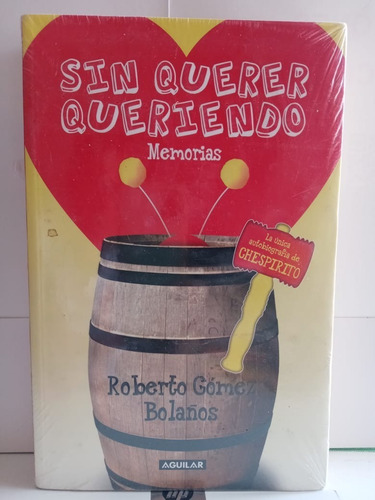 SIN QUERER
QUERIENDO
Memorias
La única
autobiografía de
CHESPIRITO
Roberto Gómez
Bolaños
AGUILAR